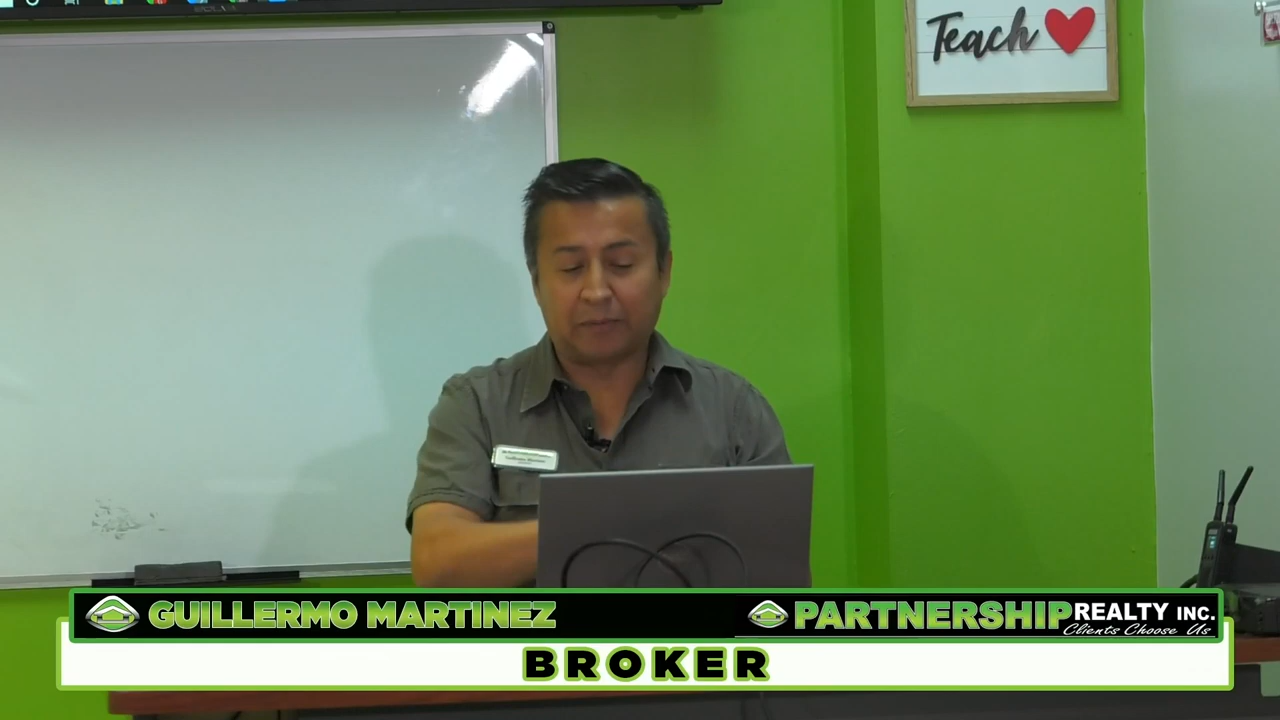 Teach
GUILLERMO MARTINEZ
PARTNERSHIP REALTY INC.
Clients Choose Us
BROKER